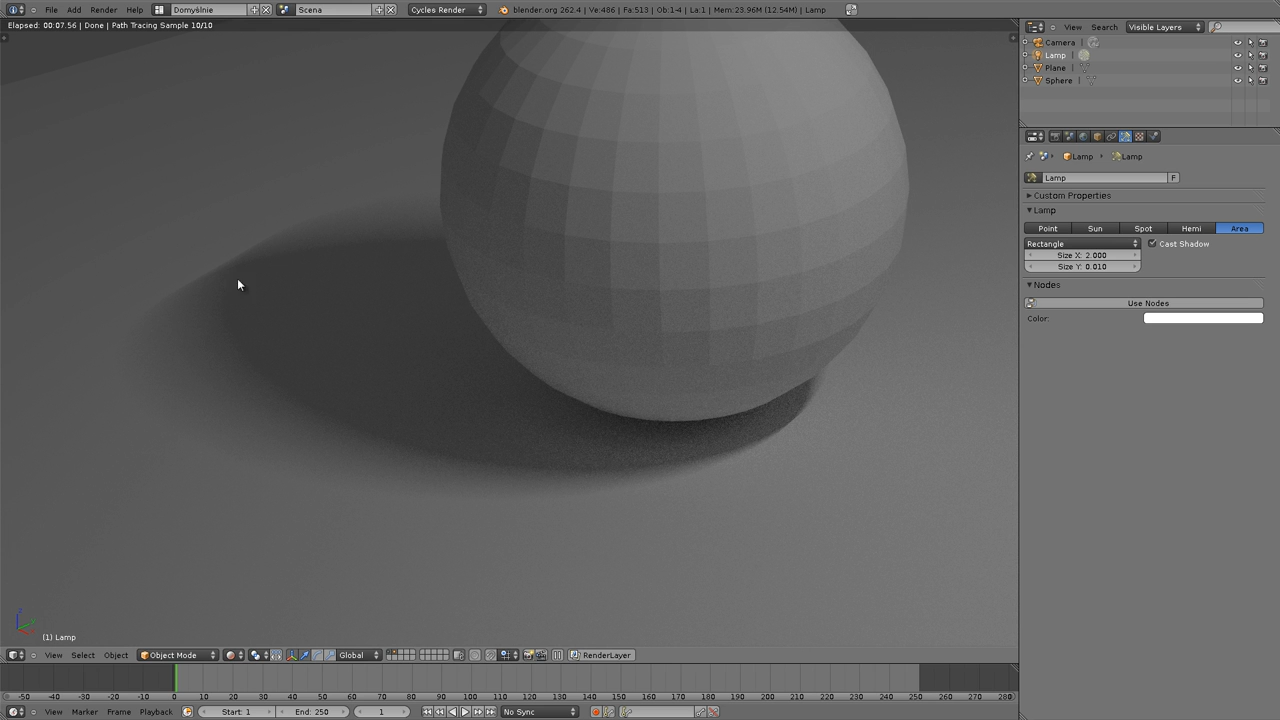 File Add Render Help Domyślnie Scena Cycles Render blender.org 262.4 | Ve:486 | Fa:513 | Ob:1-4 | La:1 | Mem:23.96M (12.54M) | Lamp
Elapsed: 00:07.56 | Done | Path Tracing Sample 10/10
View Search Visible Layers
Camera
Lamp
Plane
Sphere
Lamp Lamp
Lamp F
Custom Properties
Lamp
Point Sun Spot Hemi Area
Rectangle Cast Shadow
Size X: 2.000
Size Y: 0.010
Nodes
Use Nodes
Color:
z
(1) Lamp
View Select Object Object Mode Global RenderLayer
-50 -40 -30 -20 -10 0 10 20 30 40 50 60 70 80 90 100 110 120 130 140 150 160 170 180 190 200 210 220 230 240 250 260 270 280
View Marker Frame Playback Start: 1 End: 250 1 No Sync